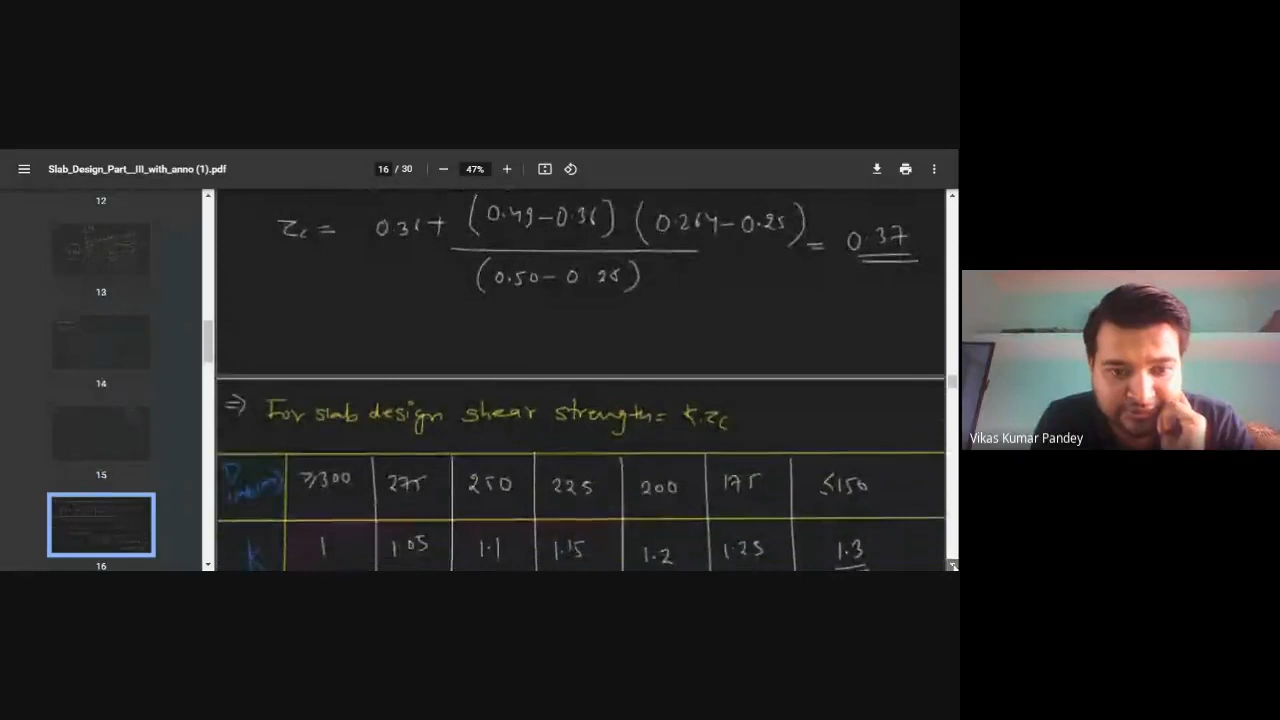 Slab_Design_Part__III_with_anno (1).pdf 16 / 30 47%
12
13
14
15
16
τc = 0.36 + (0.49 - 0.36) (0.264 - 0.25) = 0.37
(0.50 - 0.25)
⇒ For slab design shear strength = k.τc
D (mm) ≥300 275 250 225 200 175 ≤150
k 1 1.05 1.1 1.15 1.2 1.25 1.3
Vikas Kumar Pandey